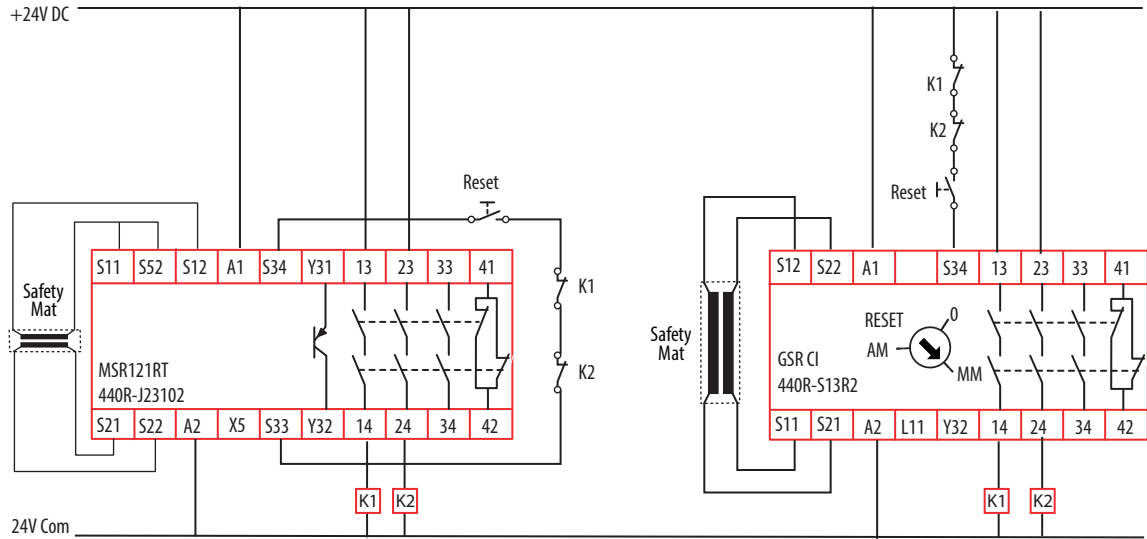 +24V DC
K1
K2
Reset
Reset
S11 S52 S12 A1 S34 Y31 13 23 33 41
S12 S22 A1 S34 13 23 33 41
K1
K2
Safety
Mat
Safety
Mat
MSR121RT
440R-J23102
RESET
0
AM
MM
GSR CI
440R-S13R2
S21 S22 A2 X5 S33 Y32 14 24 34 42
S11 S21 A2 L11 Y32 14 24 34 42
K1 K2
K1 K2
24V Com